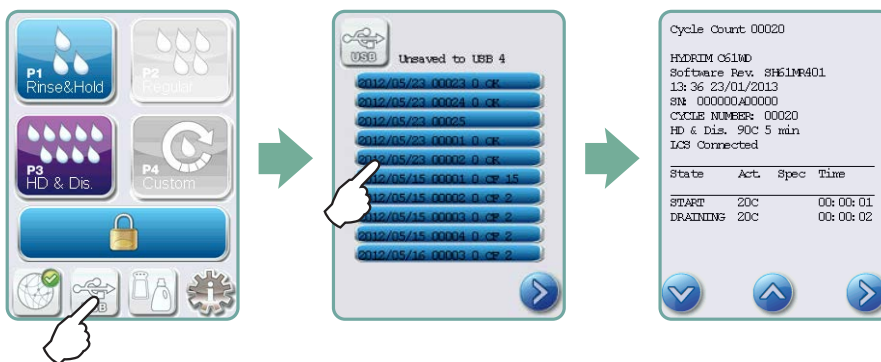 P1
Rinse&Hold
P2
Regular
P3
HD & Dis.
P4
Custom
USB
USB
Unsaved to USB 4
2012/05/23 00023 0 OK
2012/05/23 00024 0 OK
2012/05/23 00025
2012/05/23 00001 0 OK
2012/05/23 00002 0 OK
2012/05/15 00001 0 CF 15
2012/05/15 00002 0 CF 2
2012/05/15 00003 0 CF 2
2012/05/15 00004 0 CF 2
2012/05/16 00003 0 CF 2
Cycle Count 00020
HYDRIM C61WD
Software Rev. SH61MR401
13:36 23/01/2013
SN: 000000A00000
CYCLE NUMBER: 00020
HD & Dis. 90C 5 min
LCS Connected
State Act. Spec Time
START 20C 00:00:01
DRAINING 20C 00:00:02